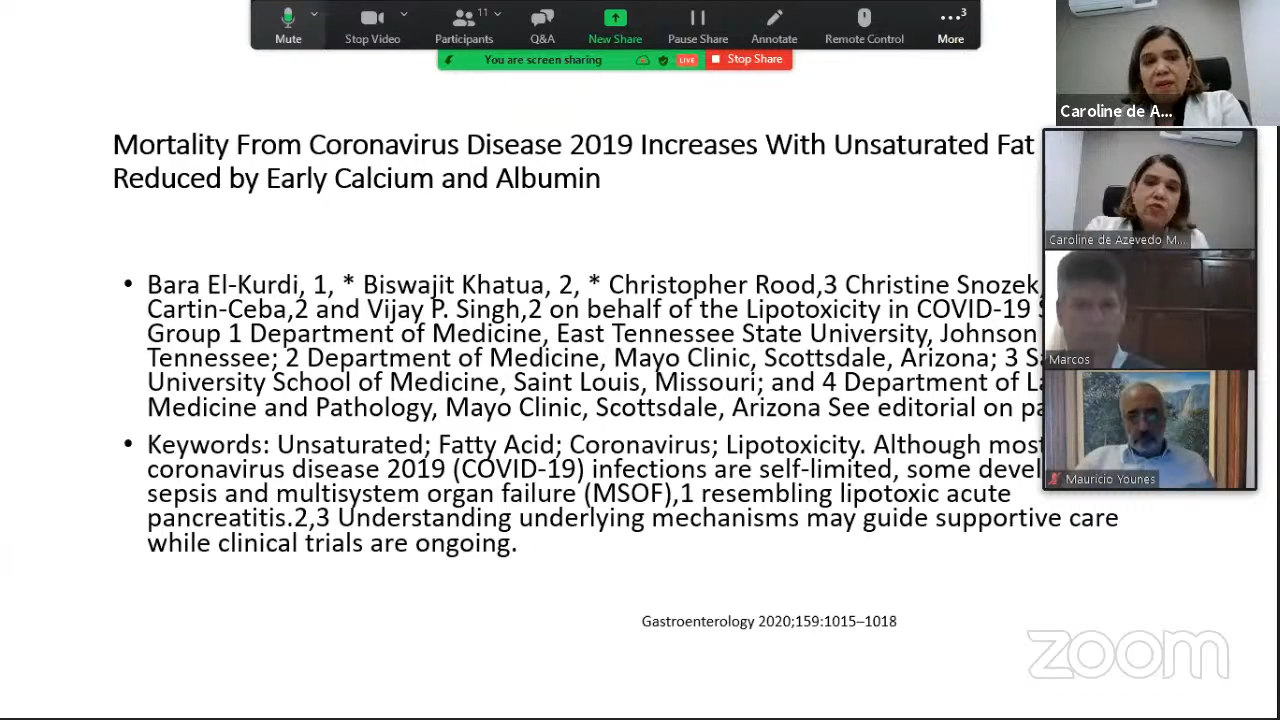 Mute
Stop Video
11
Participants
Q&A
New Share
Pause Share
Annotate
Remote Control
3
More
You are screen sharing
LIVE
Stop Share
Caroline de A...
Mortality From Coronavirus Disease 2019 Increases With Unsaturated Fat
Reduced by Early Calcium and Albumin
Caroline de Azevedo M...
• Bara El-Kurdi, 1, * Biswajit Khatua, 2, * Christopher Rood,3 Christine Snozek,
Cartin-Ceba,2 and Vijay P. Singh,2 on behalf of the Lipotoxicity in COVID-19
Group 1 Department of Medicine, East Tennessee State University, Johnson
Tennessee; 2 Department of Medicine, Mayo Clinic, Scottsdale, Arizona; 3
University School of Medicine, Saint Louis, Missouri; and 4 Department of
Medicine and Pathology, Mayo Clinic, Scottsdale, Arizona See editorial on
Marcos
• Keywords: Unsaturated; Fatty Acid; Coronavirus; Lipotoxicity. Although most
coronavirus disease 2019 (COVID-19) infections are self-limited, some
sepsis and multisystem organ failure (MSOF),1 resembling lipotoxic acute
pancreatitis.2,3 Understanding underlying mechanisms may guide supportive care
while clinical trials are ongoing.
Mauricio Younes
Gastroenterology 2020;159:1015–1018
zoom